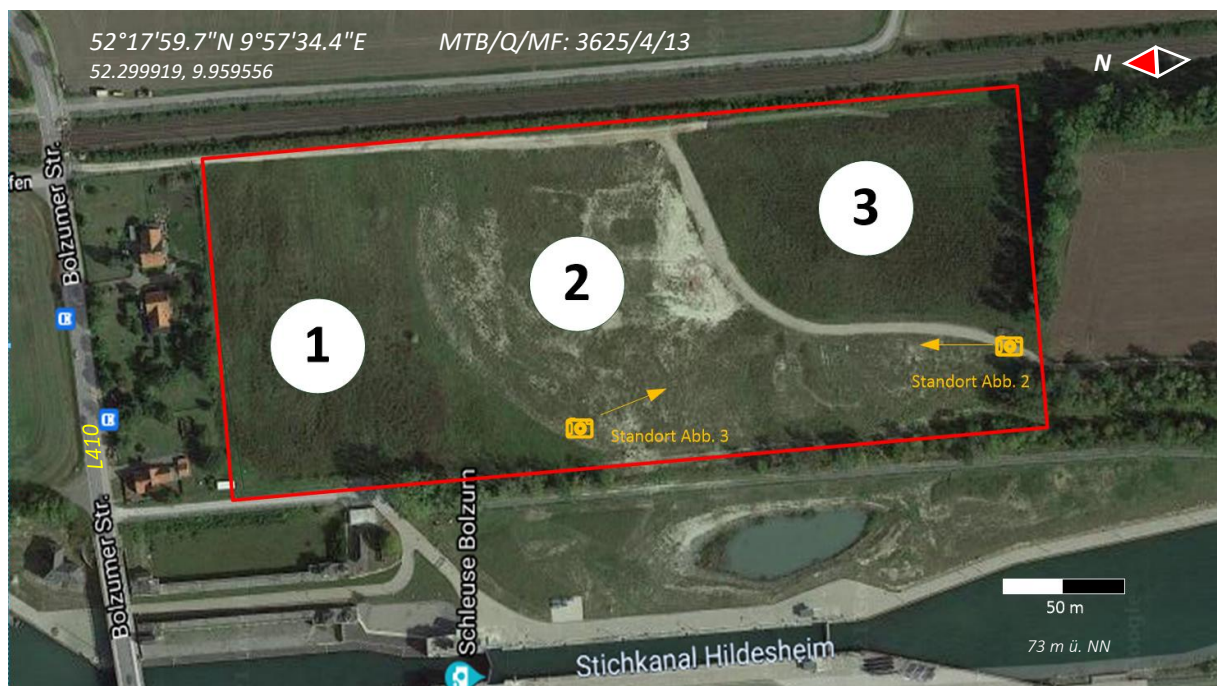 52°17'59.7"N 9°57'34.4"E MTB/Q/MF: 3625/4/13
52.299919, 9.959556
N
fen
Bolzumer Str.
1
2
3
Standort Abb. 2
Standort Abb. 3
L410
Bolzumer Str.
Schleuse Bolzum
Stichkanal Hildesheim
50 m
73 m ü. NN